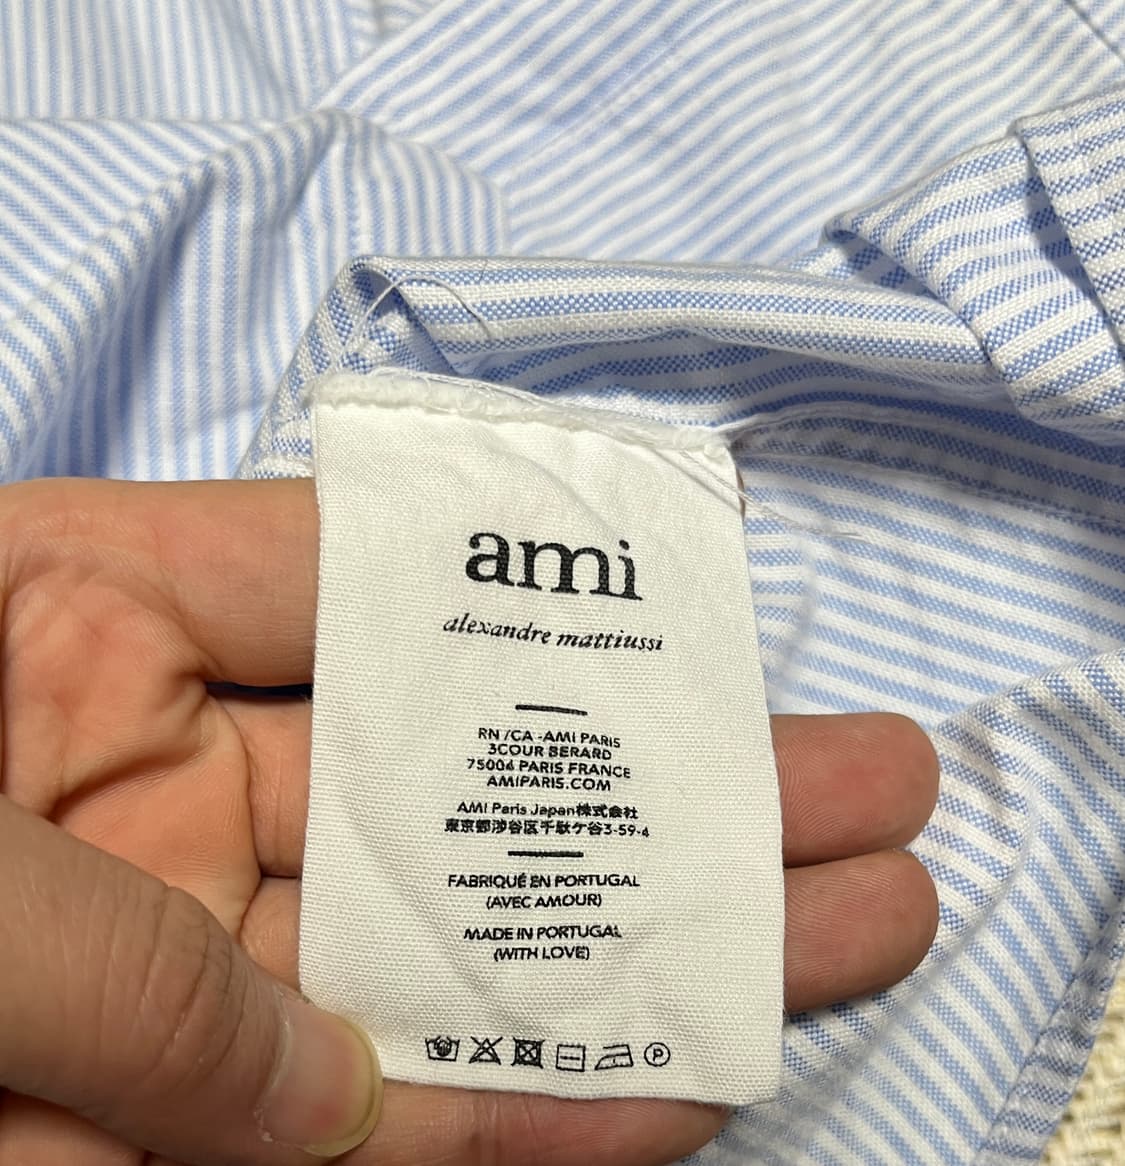 ami
alexandre mattiussi
RN /CA -AMI PARIS
3COUR BERARD
75004 PARIS FRANCE
AMIPARIS.COM
AMI Paris Japan株式会社
東京都渋谷区千駄ケ谷3-59-4
FABRIQUÉ EN PORTUGAL
(AVEC AMOUR)
MADE IN PORTUGAL
(WITH LOVE)
P